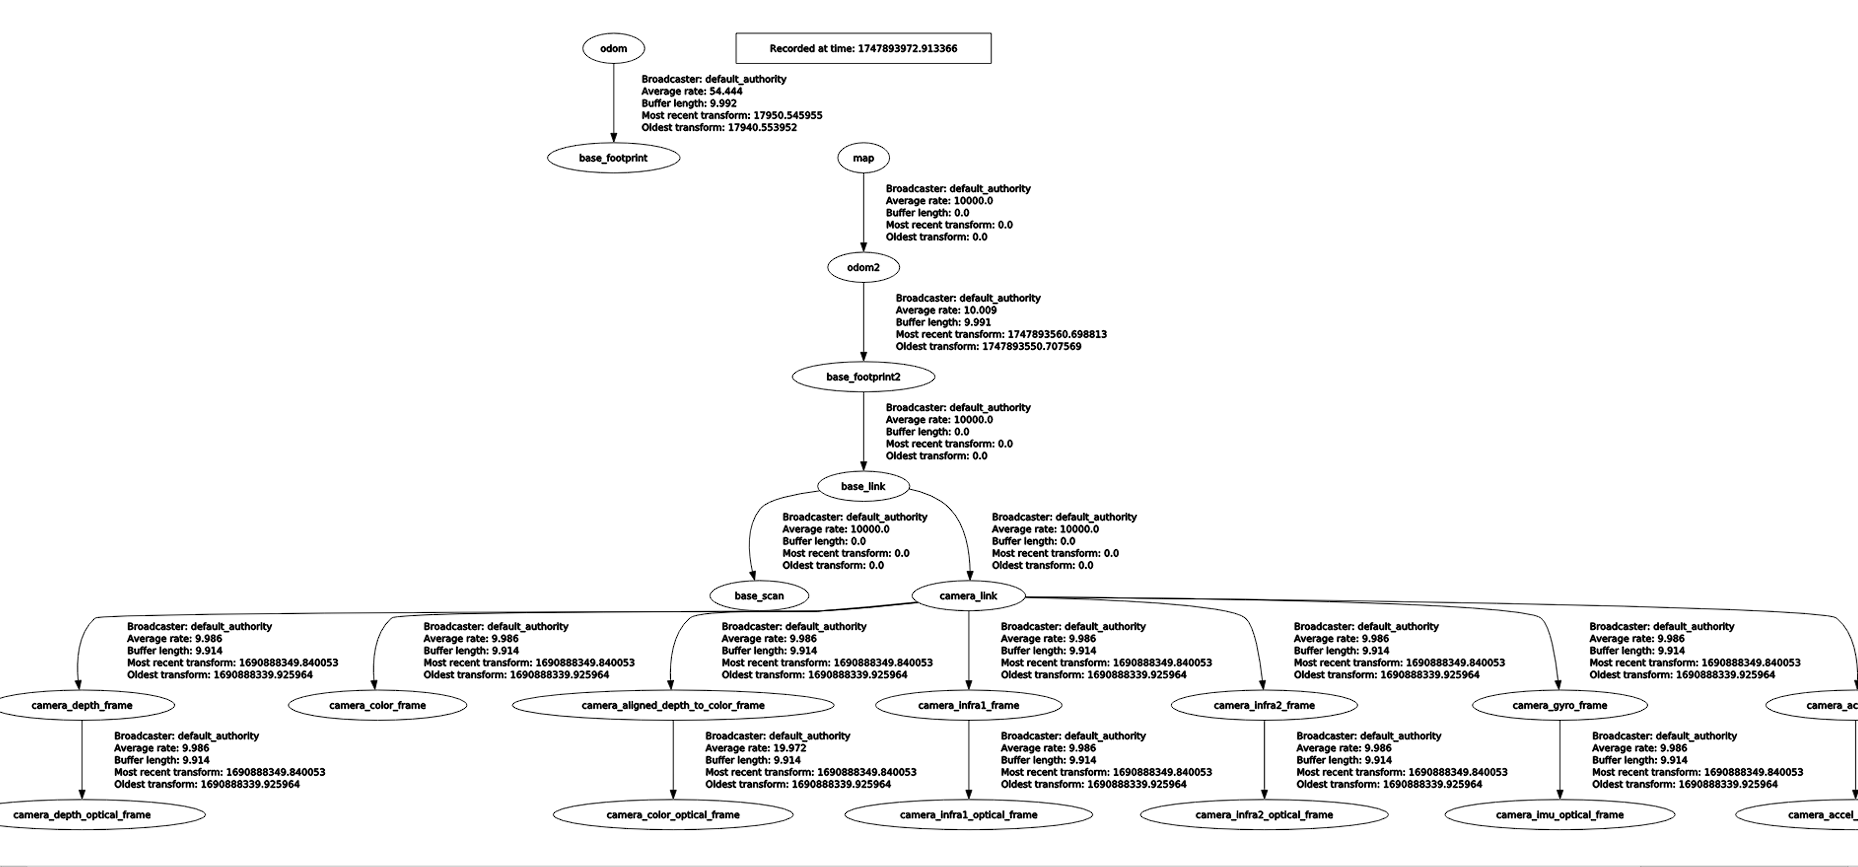 odom
Recorded at time: 1747893972.913366
Broadcaster: default_authority
Average rate: 54.444
Buffer length: 9.992
Most recent transform: 17950.545955
Oldest transform: 17940.553952
base_footprint
map
Broadcaster: default_authority
Average rate: 10000.0
Buffer length: 0.0
Most recent transform: 0.0
Oldest transform: 0.0
odom2
Broadcaster: default_authority
Average rate: 10.009
Buffer length: 9.991
Most recent transform: 1747893560.698813
Oldest transform: 1747893550.707569
base_footprint2
Broadcaster: default_authority
Average rate: 10000.0
Buffer length: 0.0
Most recent transform: 0.0
Oldest transform: 0.0
base_link
Broadcaster: default_authority
Average rate: 10000.0
Buffer length: 0.0
Most recent transform: 0.0
Oldest transform: 0.0
Broadcaster: default_authority
Average rate: 10000.0
Buffer length: 0.0
Most recent transform: 0.0
Oldest transform: 0.0
base_scan
camera_link
Broadcaster: default_authority
Average rate: 9.986
Buffer length: 9.914
Most recent transform: 1690888349.840053
Oldest transform: 1690888339.925964
Broadcaster: default_authority
Average rate: 9.986
Buffer length: 9.914
Most recent transform: 1690888349.840053
Oldest transform: 1690888339.925964
Broadcaster: default_authority
Average rate: 9.986
Buffer length: 9.914
Most recent transform: 1690888349.840053
Oldest transform: 1690888339.925964
Broadcaster: default_authority
Average rate: 9.986
Buffer length: 9.914
Most recent transform: 1690888349.840053
Oldest transform: 1690888339.925964
Broadcaster: default_authority
Average rate: 9.986
Buffer length: 9.914
Most recent transform: 1690888349.840053
Oldest transform: 1690888339.925964
Broadcaster: default_authority
Average rate: 9.986
Buffer length: 9.914
Most recent transform: 1690888349.840053
Oldest transform: 1690888339.925964
camera_depth_frame
camera_color_frame
camera_aligned_depth_to_color_frame
camera_infra1_frame
camera_infra2_frame
camera_gyro_frame
camera_ac
Broadcaster: default_authority
Average rate: 9.986
Buffer length: 9.914
Most recent transform: 1690888349.840053
Oldest transform: 1690888339.925964
Broadcaster: default_authority
Average rate: 19.972
Buffer length: 9.914
Most recent transform: 1690888349.840053
Oldest transform: 1690888339.925964
Broadcaster: default_authority
Average rate: 9.986
Buffer length: 9.914
Most recent transform: 1690888349.840053
Oldest transform: 1690888339.925964
Broadcaster: default_authority
Average rate: 9.986
Buffer length: 9.914
Most recent transform: 1690888349.840053
Oldest transform: 1690888339.925964
Broadcaster: default_authority
Average rate: 9.986
Buffer length: 9.914
Most recent transform: 1690888349.840053
Oldest transform: 1690888339.925964
camera_depth_optical_frame
camera_color_optical_frame
camera_infra1_optical_frame
camera_infra2_optical_frame
camera_imu_optical_frame
camera_accel_